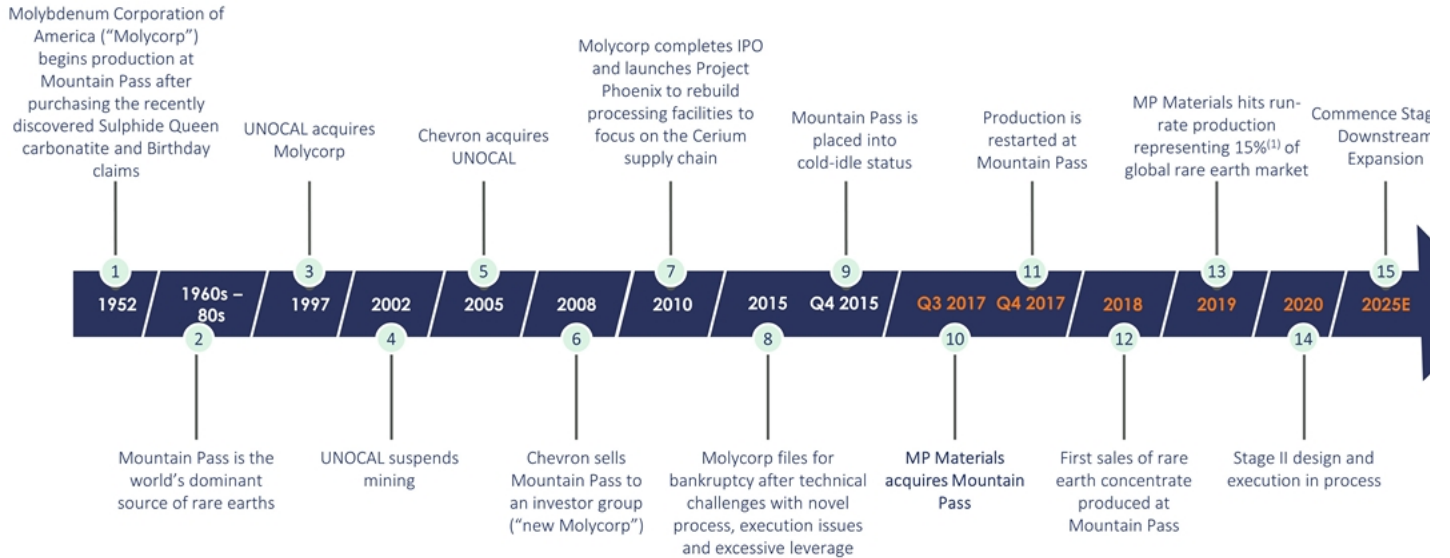 Molybdenum Corporation of
America (“Molycorp”)
begins production at
Mountain Pass after
purchasing the recently
discovered Sulphide Queen
carbonatite and Birthday
claims
UNOCAL acquires
Molycorp
Chevron acquires
UNOCAL
Molycorp completes IPO
and launches Project
Phoenix to rebuild
processing facilities to
focus on the Cerium
supply chain
Mountain Pass is
placed into
cold-idle status
Production is
restarted at
Mountain Pass
MP Materials hits run-
rate production
representing 15%(1) of
global rare earth market
Commence Stag
Downstream
Expansion
1
3
5
7
9
11
13
15
1952
1960s –
80s
1997
2002
2005
2008
2010
2015
Q4 2015
Q3 2017
Q4 2017
2018
2019
2020
2025E
2
4
6
8
10
12
14
Mountain Pass is the
world’s dominant
source of rare earths
UNOCAL suspends
mining
Chevron sells
Mountain Pass to
an investor group
(“new Molycorp”)
Molycorp files for
bankruptcy after technical
challenges with novel
process, execution issues
and excessive leverage
MP Materials
acquires Mountain
Pass
First sales of rare
earth concentrate
produced at
Mountain Pass
Stage II design and
execution in process